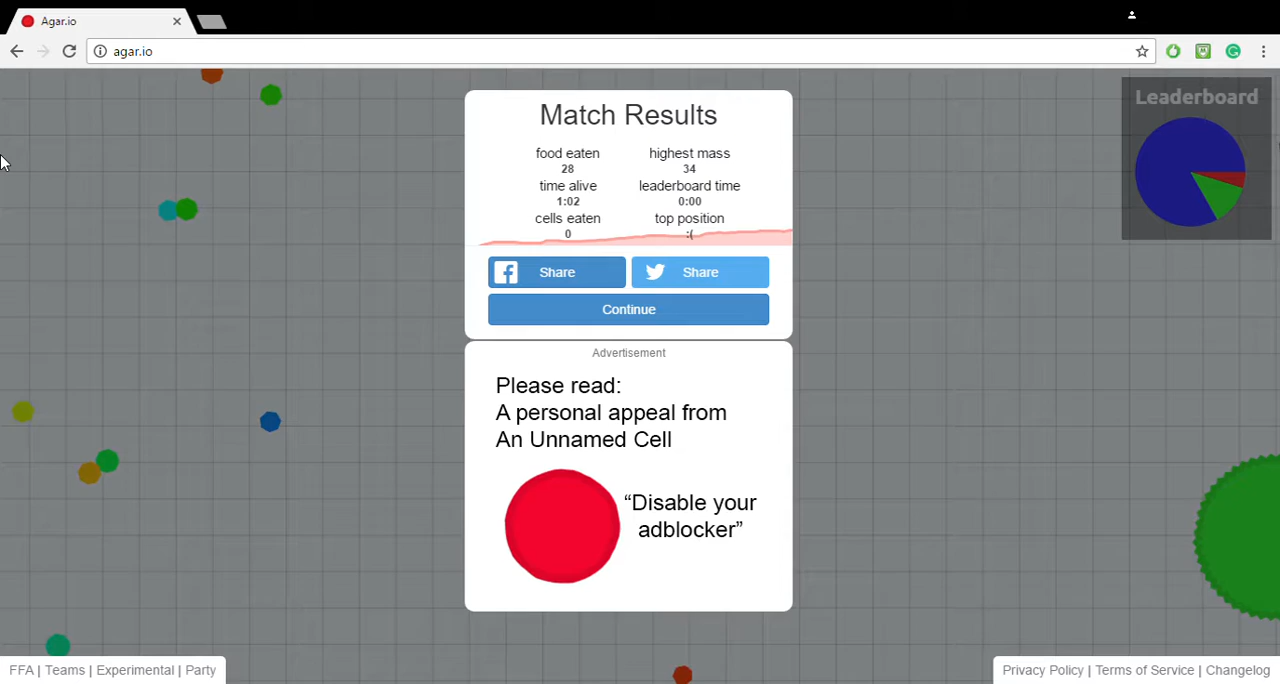 Agar.io
agar.io
Leaderboard
Match Results
food eaten highest mass
28 34
time alive leaderboard time
1:02 0:00
cells eaten top position
0 :(
Share Share
Continue
Advertisement
Please read:
A personal appeal from
An Unnamed Cell
“Disable your
adblocker”
FFA | Teams | Experimental | Party
Privacy Policy | Terms of Service | Changelog